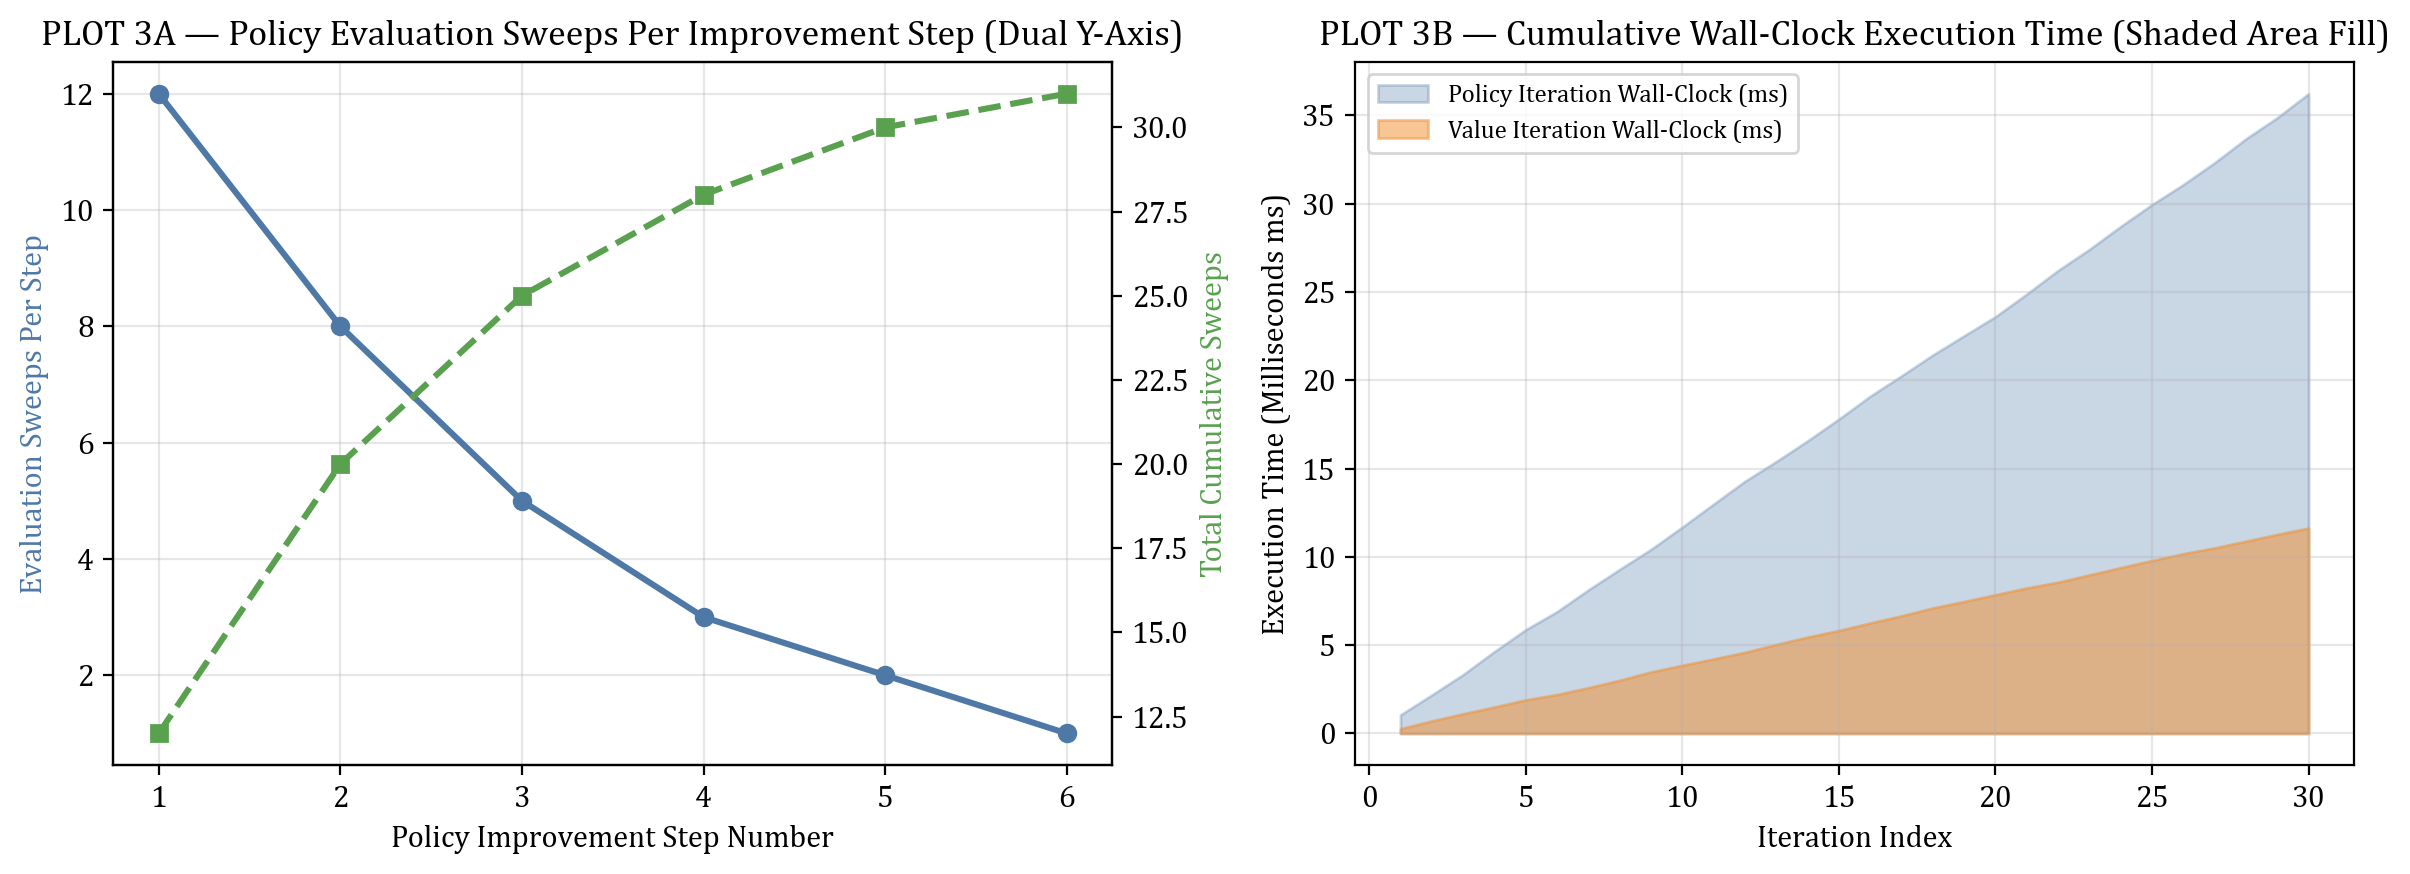 PLOT 3A — Policy Evaluation Sweeps Per Improvement Step (Dual Y-Axis)
Evaluation Sweeps Per Step
12
10
8
6
4
2
30.0
27.5
25.0
22.5
20.0
17.5
15.0
12.5
Total Cumulative Sweeps
1 2 3 4 5 6
Policy Improvement Step Number
PLOT 3B — Cumulative Wall-Clock Execution Time (Shaded Area Fill)
Policy Iteration Wall-Clock (ms)
Value Iteration Wall-Clock (ms)
Execution Time (Milliseconds ms)
35
30
25
20
15
10
5
0
0 5 10 15 20 25 30
Iteration Index